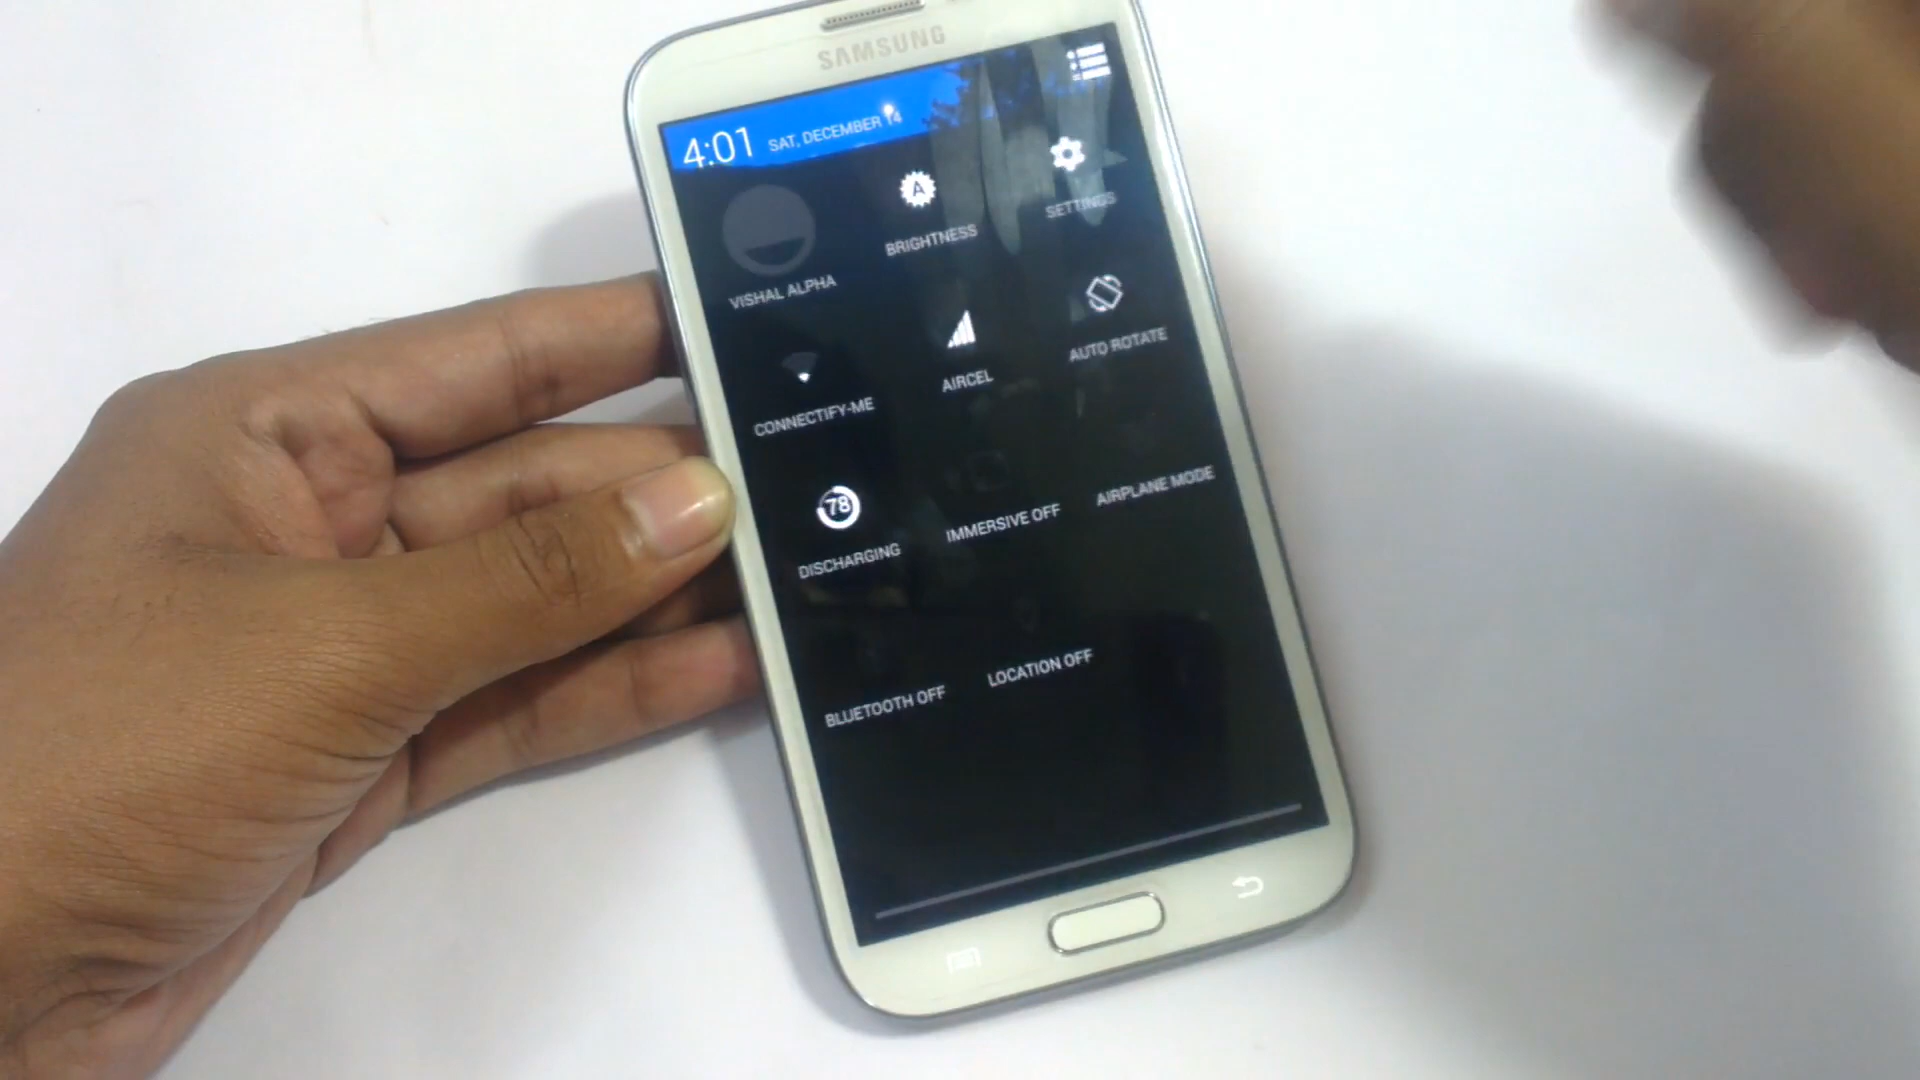 SAMSUNG
4:01 SAT, DECEMBER 14
VISHAL ALPHA
A
BRIGHTNESS
SETTINGS
CONNECTIFY-ME
AIRCEL
AUTO ROTATE
78
DISCHARGING
IMMERSIVE OFF
AIRPLANE MODE
BLUETOOTH OFF
LOCATION OFF